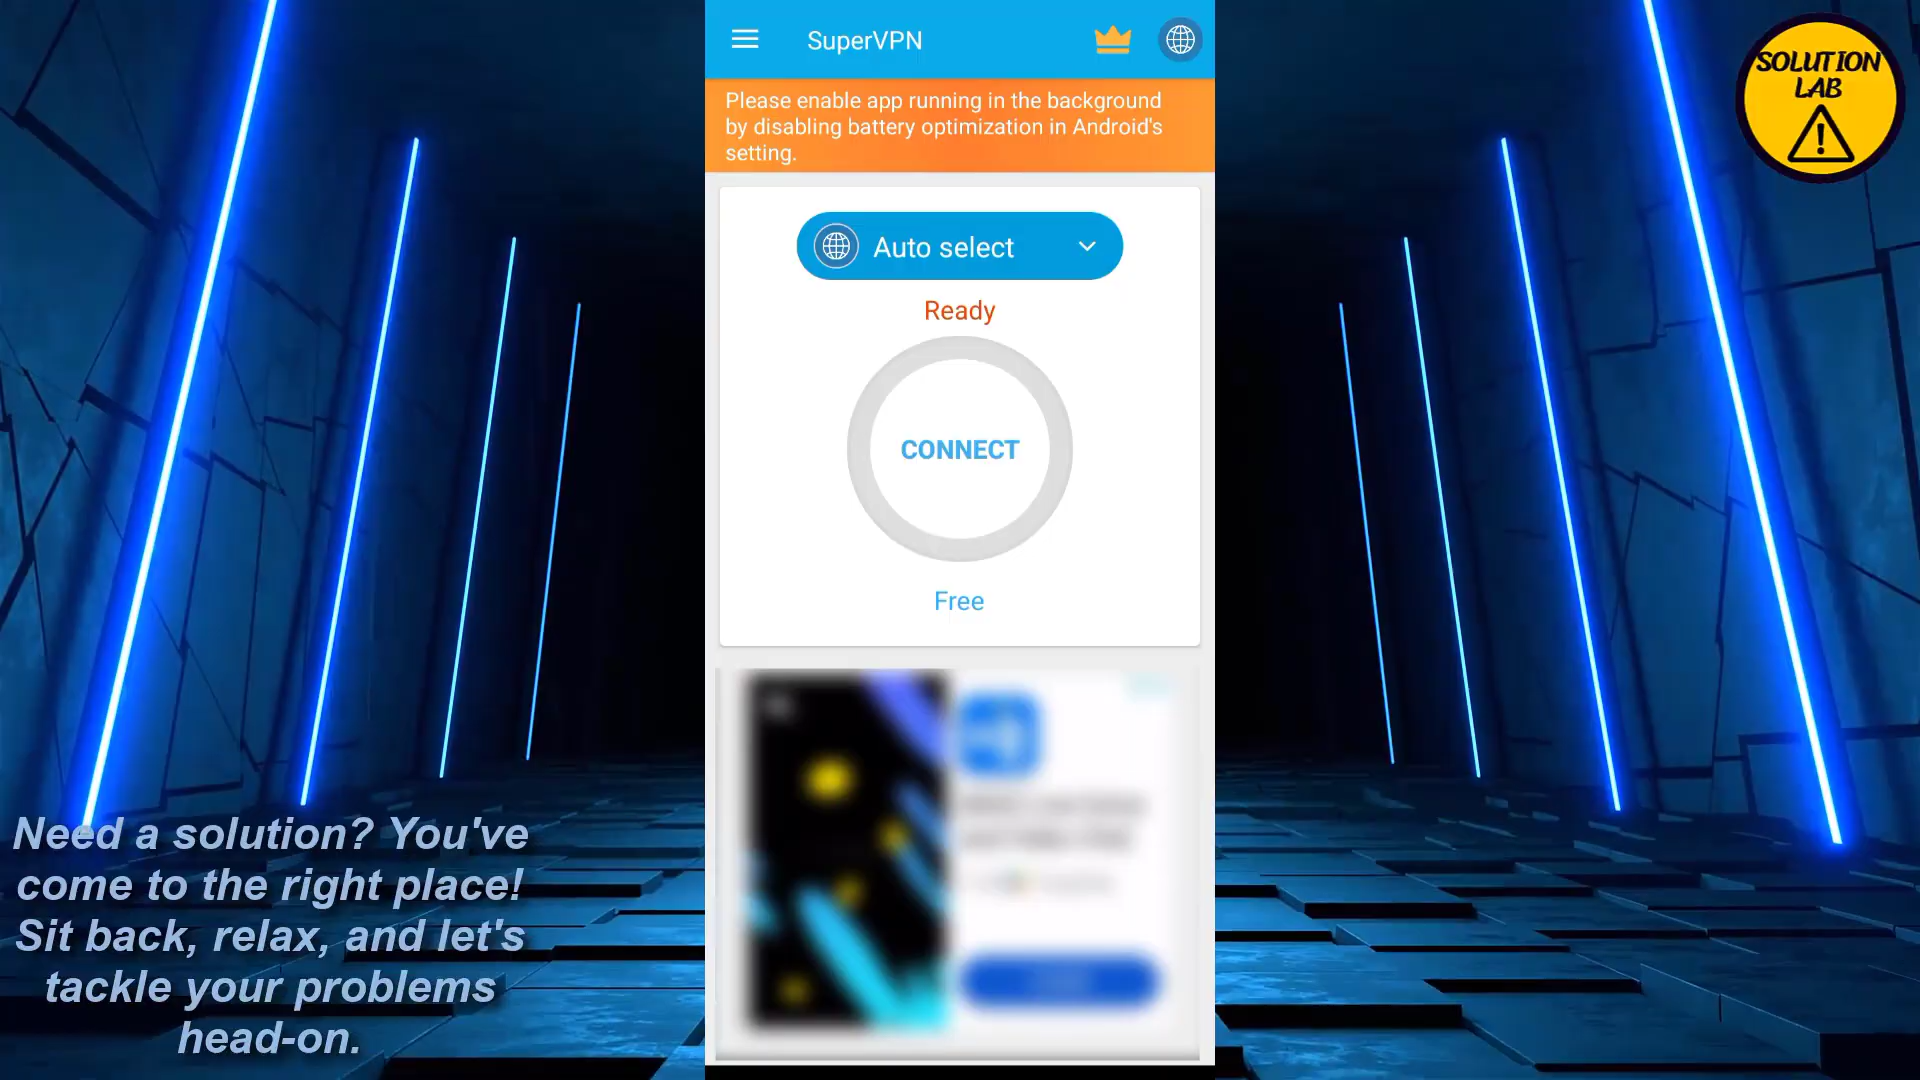 SuperVPN
Please enable app running in the background
by disabling battery optimization in Android's
setting.
Auto select
Ready
CONNECT
Free
SOLUTION
LAB
Need a solution? You've
come to the right place!
Sit back, relax, and let's
tackle your problems
head-on.